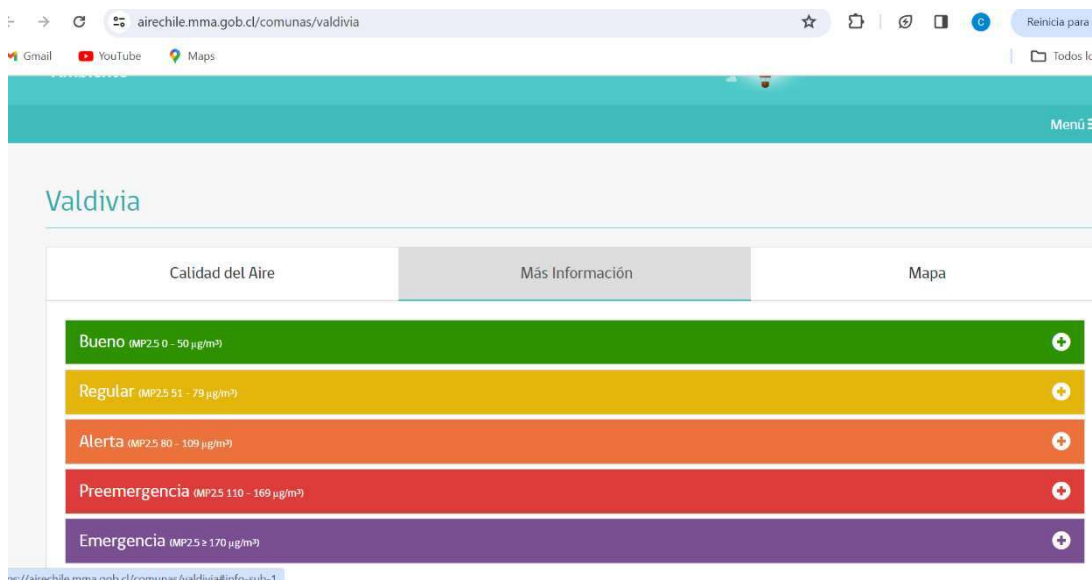 airechile.mma.gob.cl/comunas/valdivia
C
Reinicia para
Gmail
YouTube
Maps
Todos lo
Menú
Valdivia
Calidad del Aire
Más Información
Mapa
Bueno (MP2.5 0 - 50 µg/m³)
Regular (MP2.5 51 - 79 µg/m³)
Alerta (MP2.5 80 - 109 µg/m³)
Preemergencia (MP2.5 110 - 169 µg/m³)
Emergencia (MP2.5 ≥ 170 µg/m³)